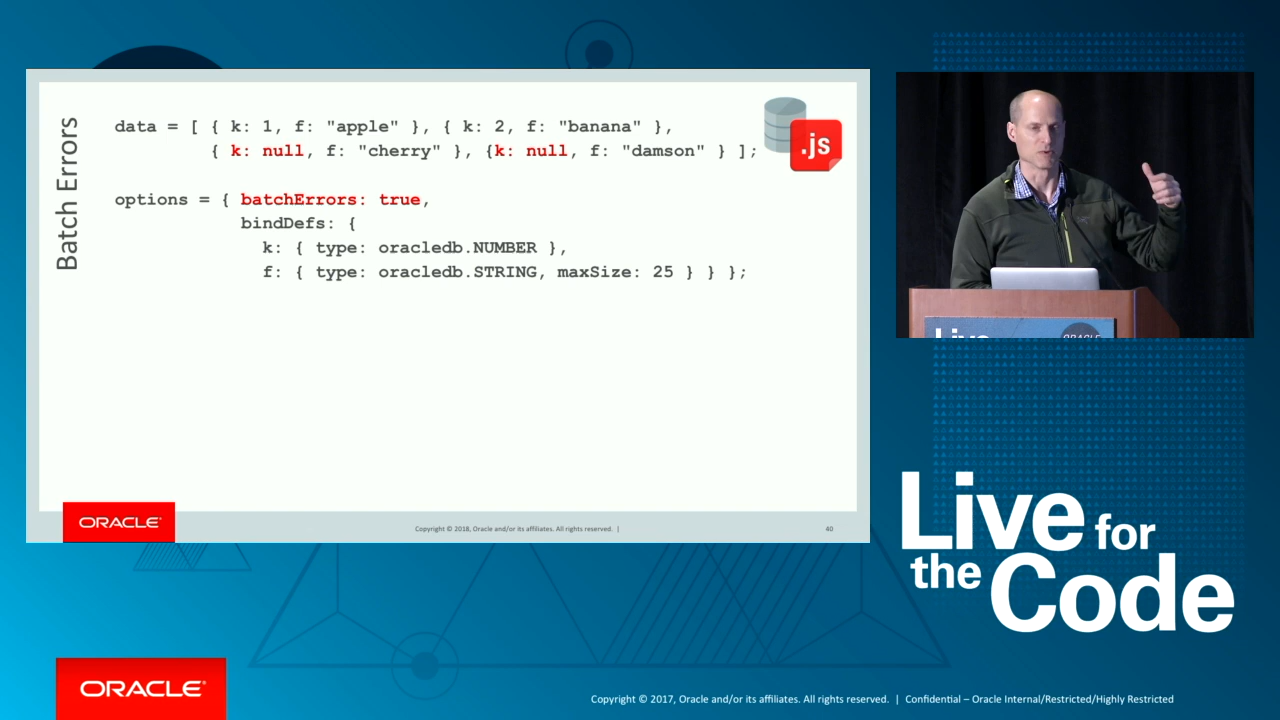 Batch Errors
data = [ { k: 1, f: "apple" }, { k: 2, f: "banana" },
{ k: null, f: "cherry" }, {k: null, f: "damson" } ];
.js
options = { batchErrors: true,
bindDefs: {
k: { type: oracledb.NUMBER },
f: { type: oracledb.STRING, maxSize: 25 } } };
ORACLE
Copyright © 2018, Oracle and/or its affiliates. All rights reserved. |
40
Live
ORACLE
Live for
the Code
ORACLE
Copyright © 2017, Oracle and/or its affiliates. All rights reserved. | Confidential – Oracle Internal/Restricted/Highly Restricted